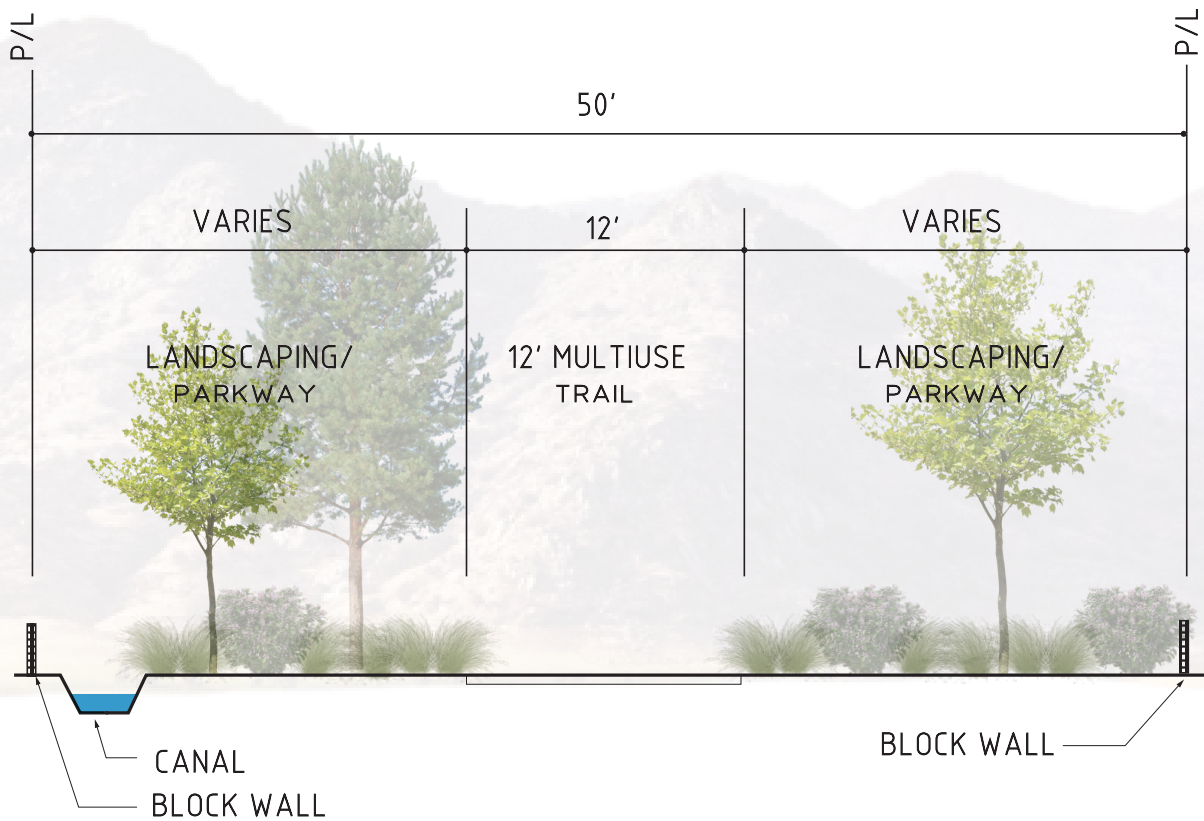 P/L
P/L
50'
VARIES
12'
VARIES
LANDSCAPING/
PARKWAY
12' MULTIUSE
TRAIL
LANDSCAPING/
PARKWAY
CANAL
BLOCK WALL
BLOCK WALL